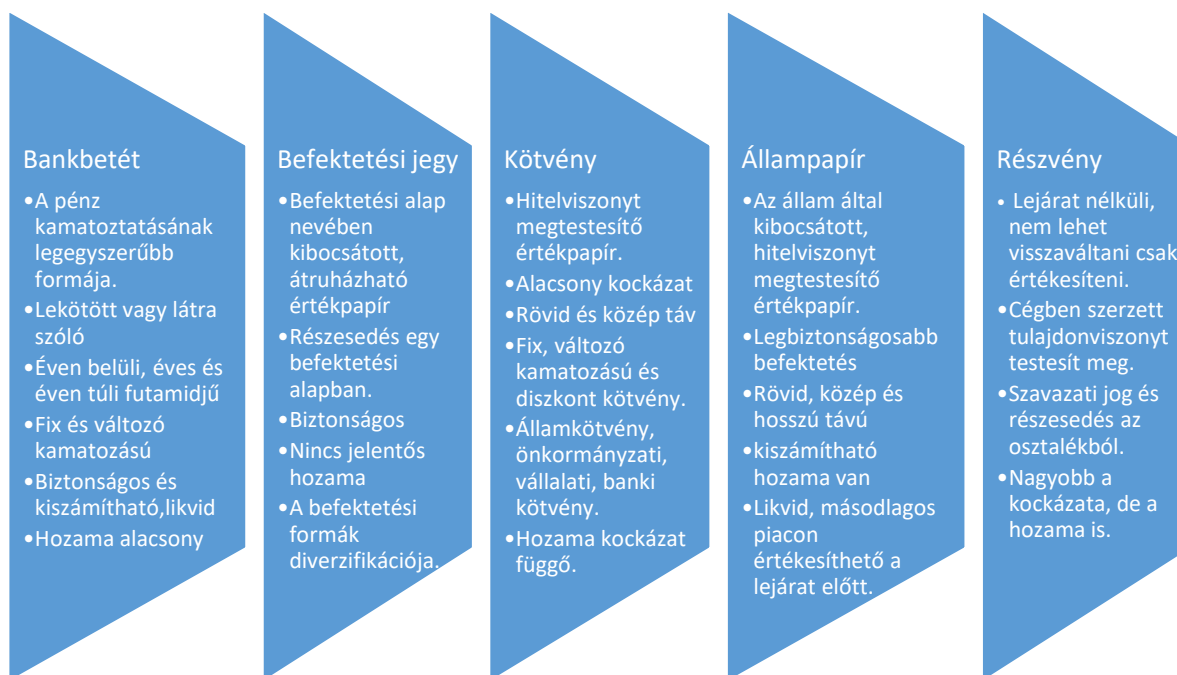 Bankbetét
•A pénz
kamatoztatásának
legegyszerűbb
formája.
•Lekötött vagy látra
szóló
•Éven belüli, éves és
éven túli futamidjű
•Fix és változó
kamatozású
•Biztonságos és
kiszámítható,likvid
•Hozama alacsony
Befektetési jegy
•Befektetési alap
nevében
kibocsátott,
átruházható
értékpapír
•Részesedés egy
befektetési
alapban.
•Biztonságos
•Nincs jelentős
hozama
•A befektetési
formák
diverzifikációja.
Kötvény
•Hitelviszonyt
megtestesítő
értékpapír.
•Alacsony kockázat
•Rövid és közép táv
•Fix, változó
kamatozású és
diszkont kötvény.
•Államkötvény,
önkormányzati,
vállalati, banki
kötvény.
•Hozama kockázat
függő.
Állampapír
•Az állam által
kibocsátott,
hitelviszonyt
megtestesítő
értékpapír.
•Legbiztonságosabb
befektetés
•Rövid, közép és
hosszú távú
•kiszámítható
hozama van
•Likvid, másodlagos
piacon
értékesíthető a
lejárat előtt.
Részvény
• Lejárat nélküli,
nem lehet
visszaváltani csak
értékesíteni.
•Cégben szerzett
tulajdonviszonyt
testesít meg.
•Szavazati jog és
részesedés az
osztalékból.
•Nagyobb a
kockázata, de a
hozama is.